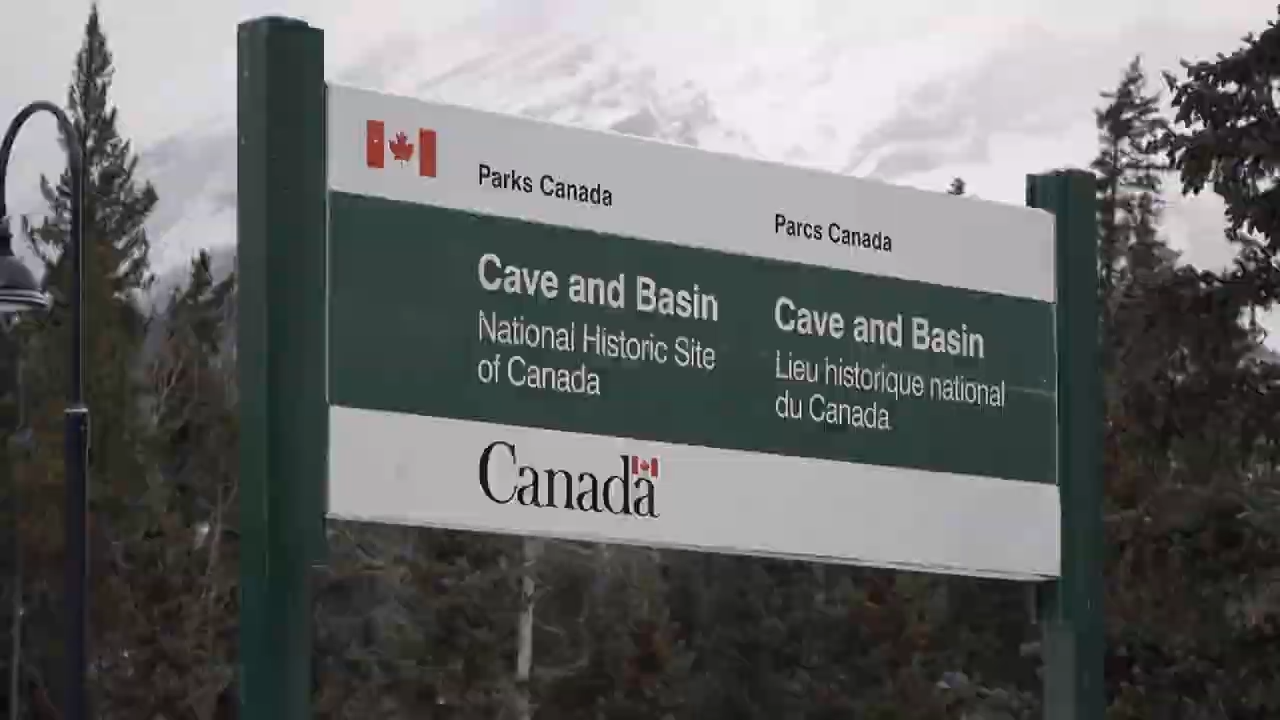 Parks Canada
Parcs Canada
Cave and Basin
National Historic Site
of Canada
Cave and Basin
Lieu historique national
du Canada
Canada